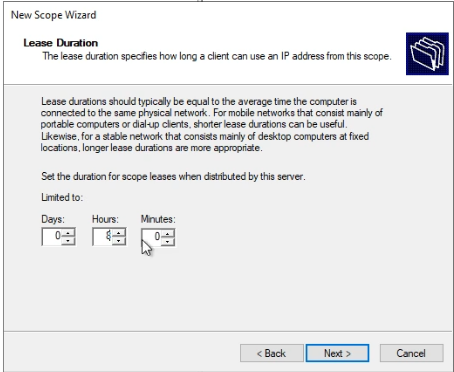 New Scope Wizard
Lease Duration
The lease duration specifies how long a client can use an IP address from this scope.
Lease durations should typically be equal to the average time the computer is
connected to the same physical network. For mobile networks that consist mainly of
portable computers or dial-up clients, shorter lease durations can be useful.
Likewise, for a stable network that consists mainly of desktop computers at fixed
locations, longer lease durations are more appropriate.
Set the duration for scope leases when distributed by this server.
Limited to:
Days: Hours: Minutes:
0 0
< Back Next > Cancel